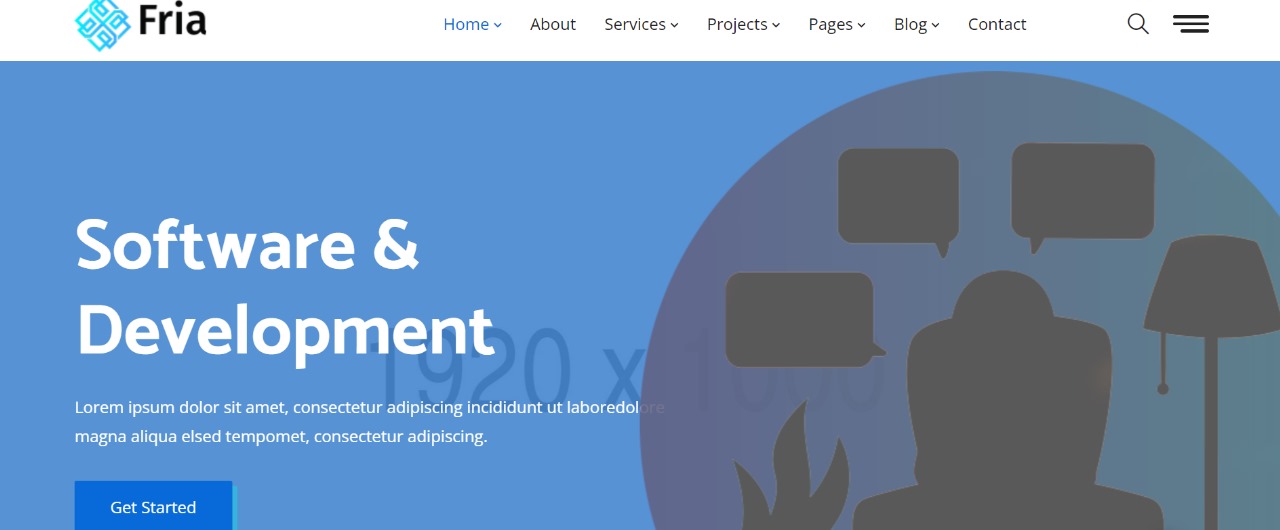 Fria
Home About Services Projects Pages Blog Contact
Software &
Development
1920 x 1000
Lorem ipsum dolor sit amet, consectetur adipiscing incididunt ut laboredolore
magna aliqua elsed tempomet, consectetur adipiscing.
Get Started